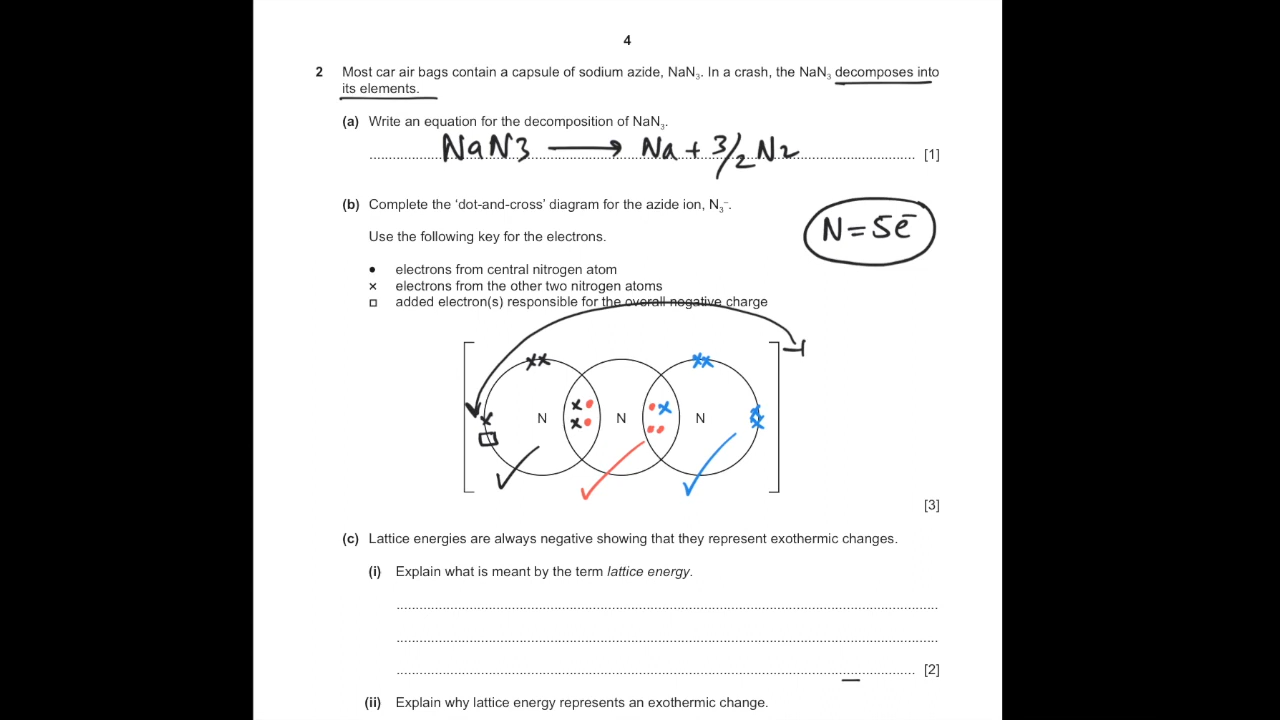 4
2 Most car air bags contain a capsule of sodium azide, NaN₃. In a crash, the NaN₃ decomposes into
its elements.
(a) Write an equation for the decomposition of NaN₃.
NaN3 ⟶ Na + 3/2 N2 [1]
(b) Complete the ‘dot-and-cross’ diagram for the azide ion, N₃⁻.
N = 5e⁻
Use the following key for the electrons.
• electrons from central nitrogen atom
× electrons from the other two nitrogen atoms
□ added electron(s) responsible for the overall negative charge
N N N
[3]
(c) Lattice energies are always negative showing that they represent exothermic changes.
(i) Explain what is meant by the term lattice energy.
[2]
(ii) Explain why lattice energy represents an exothermic change.